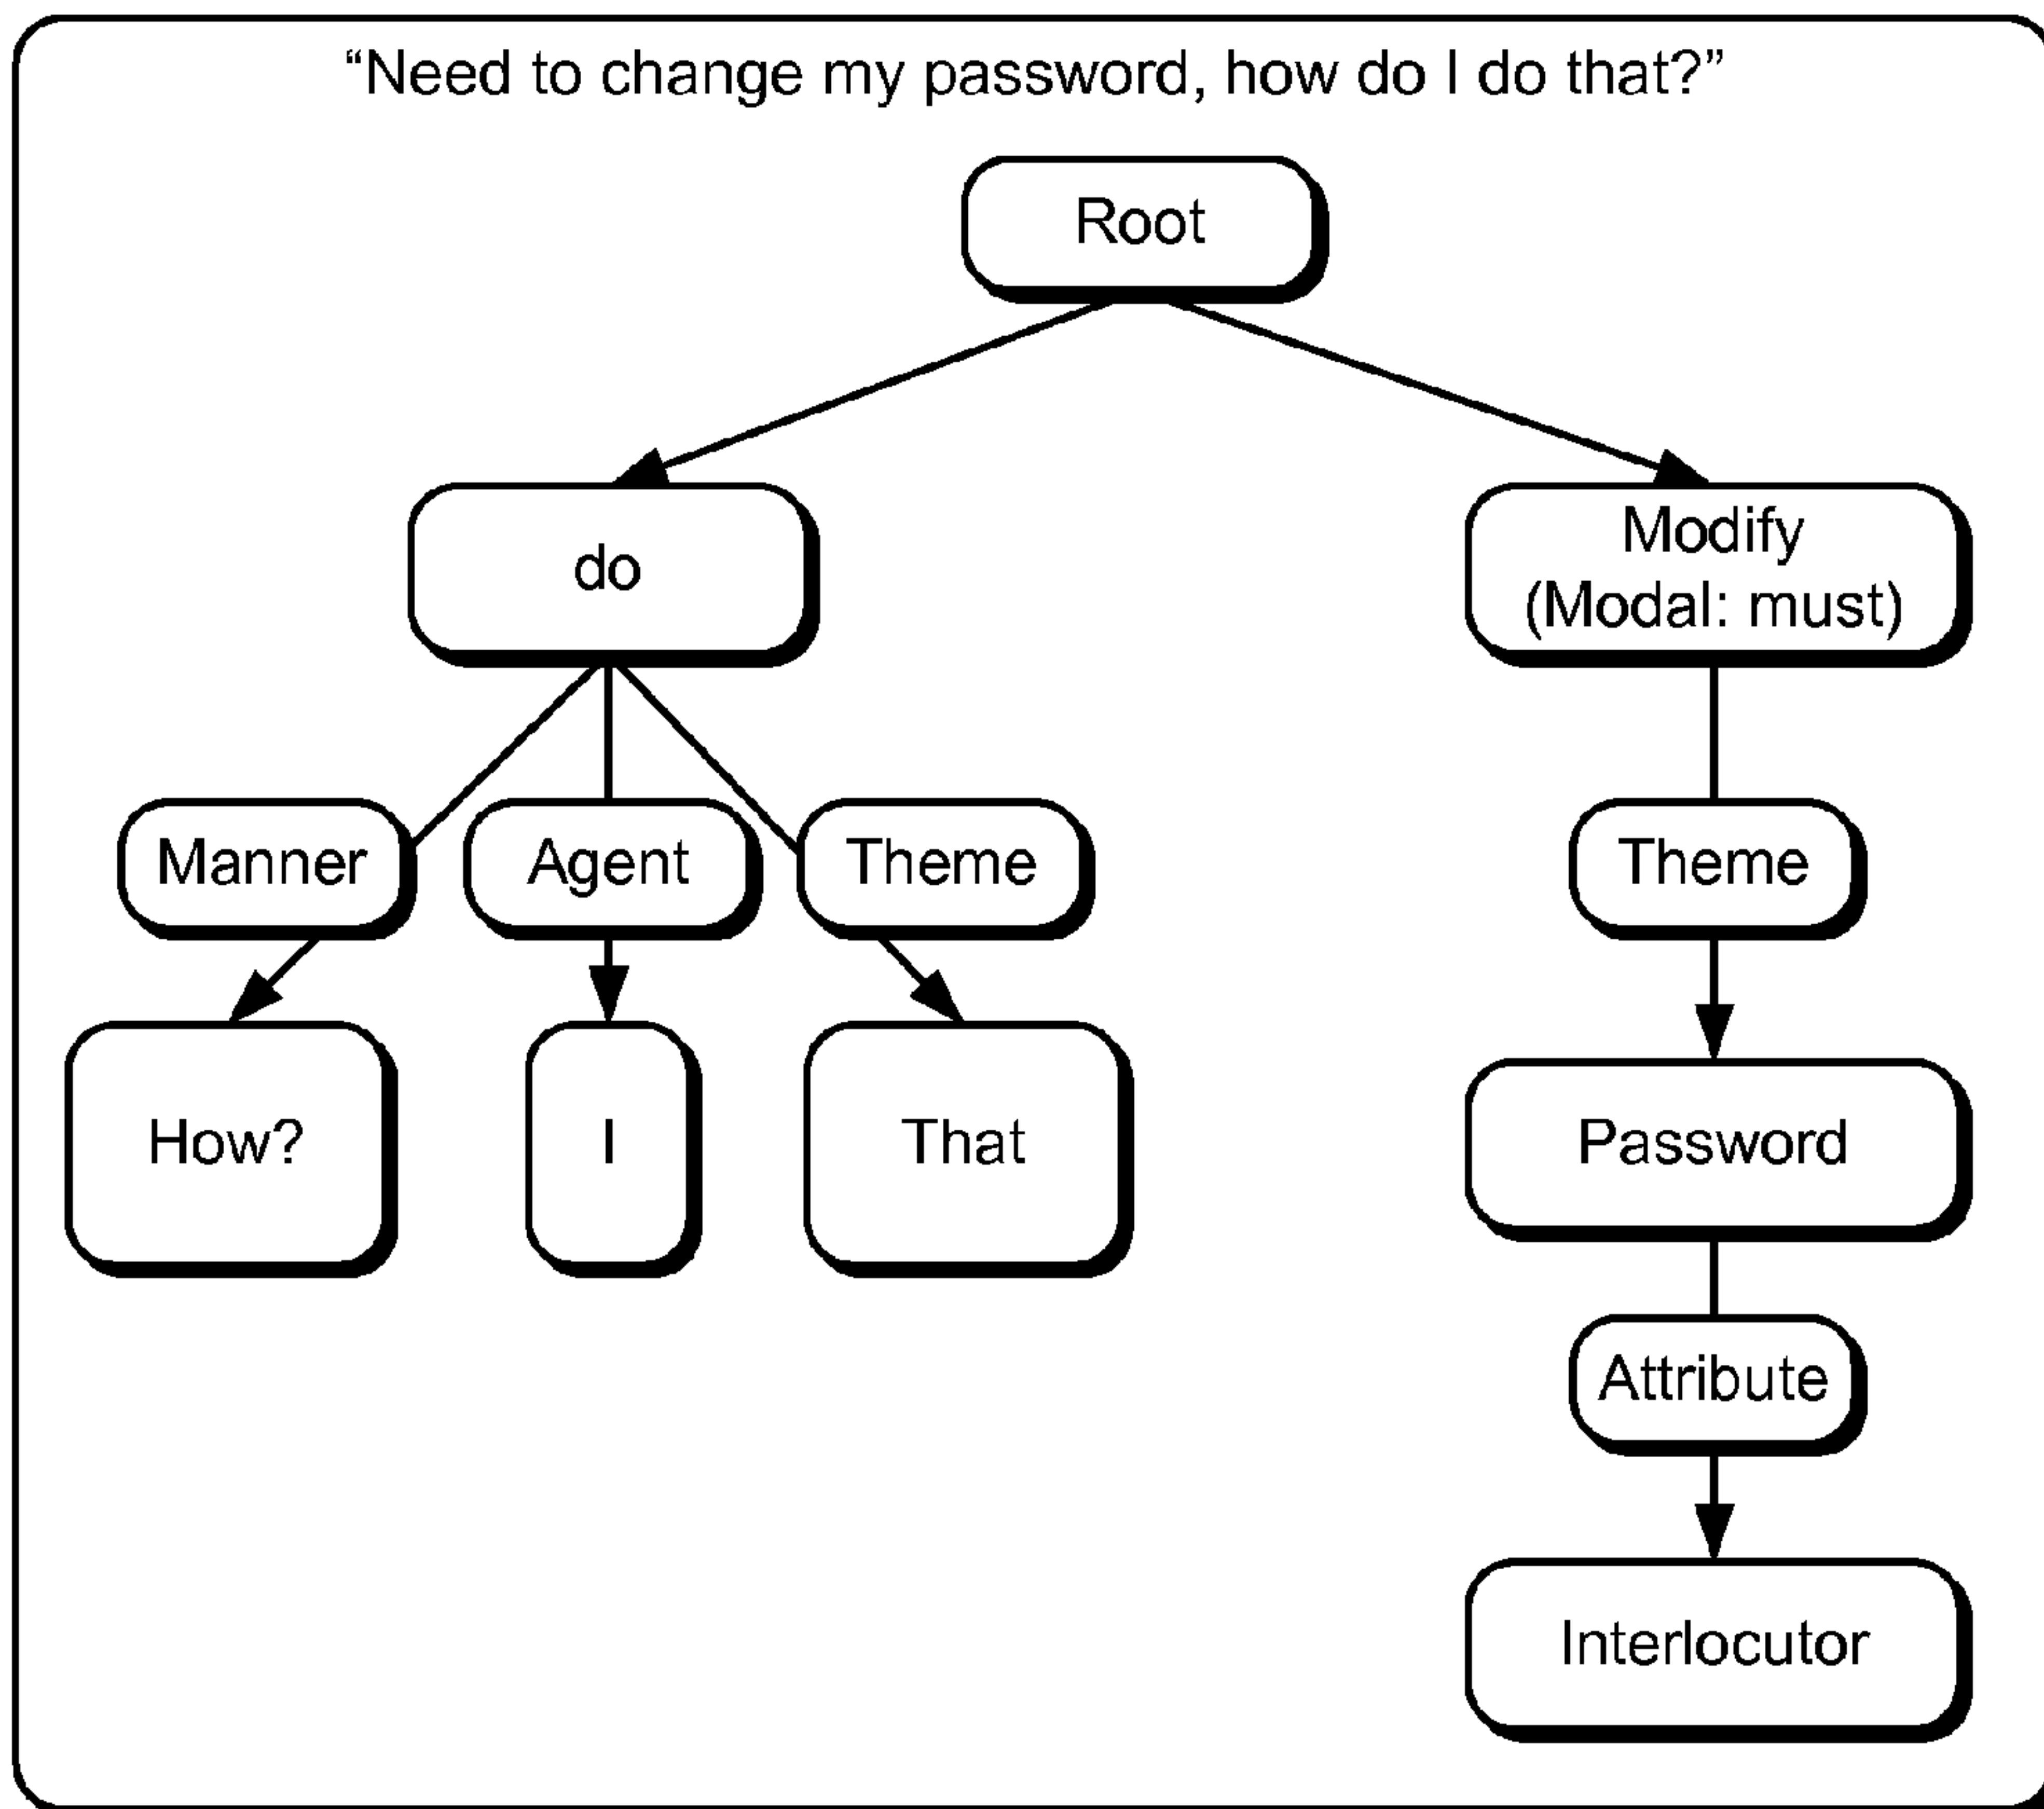 “Need to change my password, how do I do that?”
Root
do
Modify
(Modal: must)
Manner
Agent
Theme
Theme
How?
I
That
Password
Attribute
Interlocutor